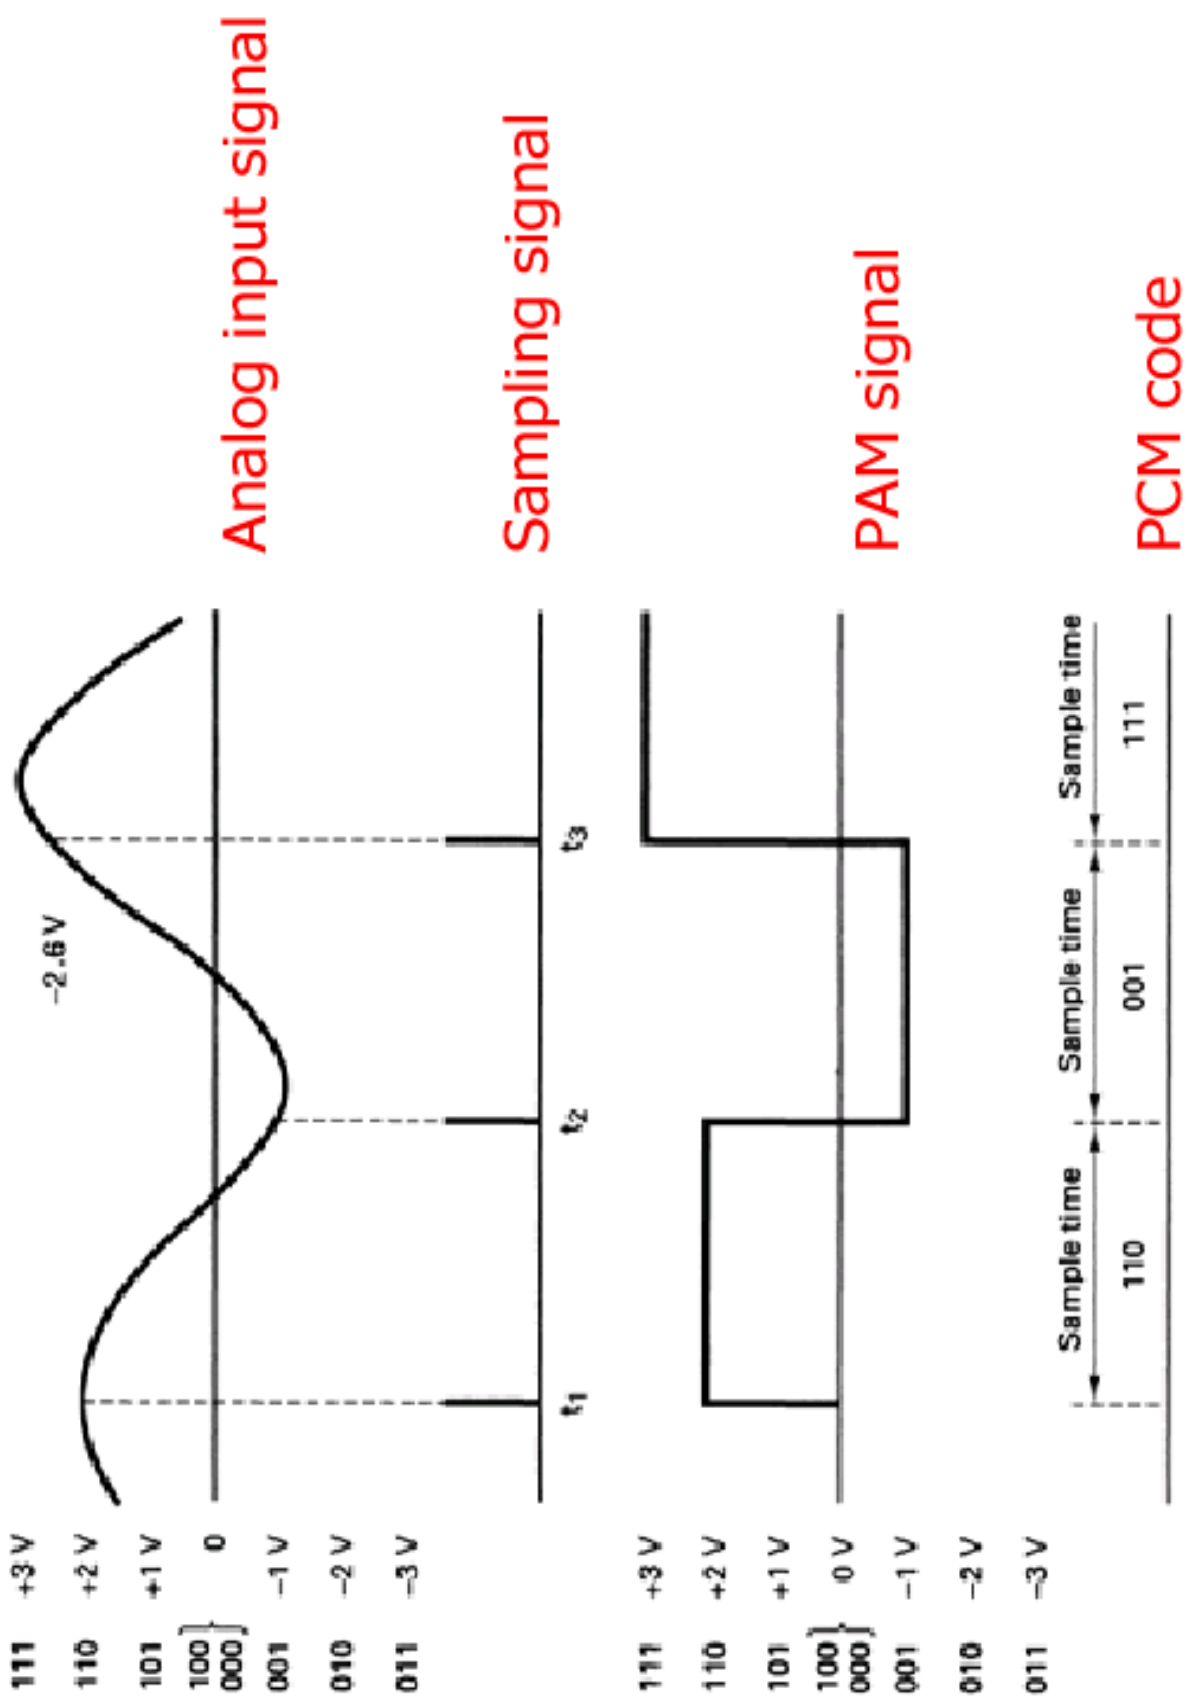 111 +3 V
110 +2 V
101 +1 V
100
000
0
001 −1 V
010 −2 V
011 −3 V
−2.6 V
Analog input signal
t1 t2 t3
Sampling signal
111 +3 V
110 +2 V
101 +1 V
100
000
0 V
001 −1 V
010 −2 V
011 −3 V
PAM signal
Sample time Sample time Sample time
110 001 111
PCM code